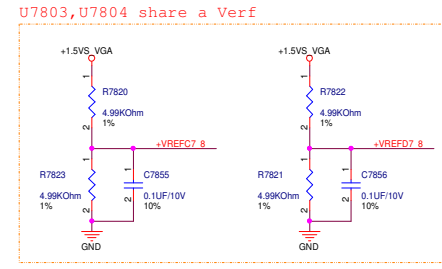 U7803,U7804 share a Verf
+1.5VS_VGA
1
R7820
4.99KOhm
1%
2
+VREFC7_8
1
R7823
4.99KOhm
1%
2
1
C7855
0.1UF/10V
10%
2
GND
+1.5VS_VGA
1
R7822
4.99KOhm
1%
2
+VREFD7_8
1
R7821
4.99KOhm
1%
2
1
C7856
0.1UF/10V
10%
2
GND